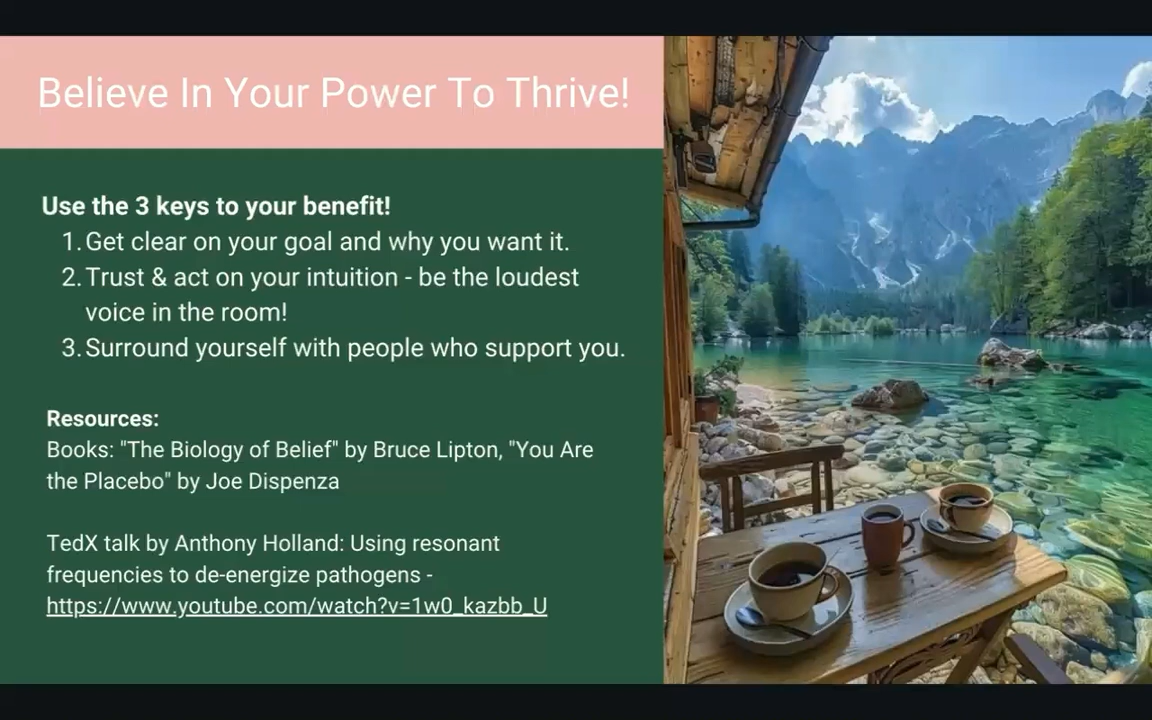 Believe In Your Power To Thrive!
Use the 3 keys to your benefit!
1. Get clear on your goal and why you want it.
2. Trust & act on your intuition - be the loudest
voice in the room!
3. Surround yourself with people who support you.
Resources:
Books: "The Biology of Belief" by Bruce Lipton, "You Are
the Placebo" by Joe Dispenza
TedX talk by Anthony Holland: Using resonant
frequencies to de-energize pathogens -
https://www.youtube.com/watch?v=1w0_kazbb_U